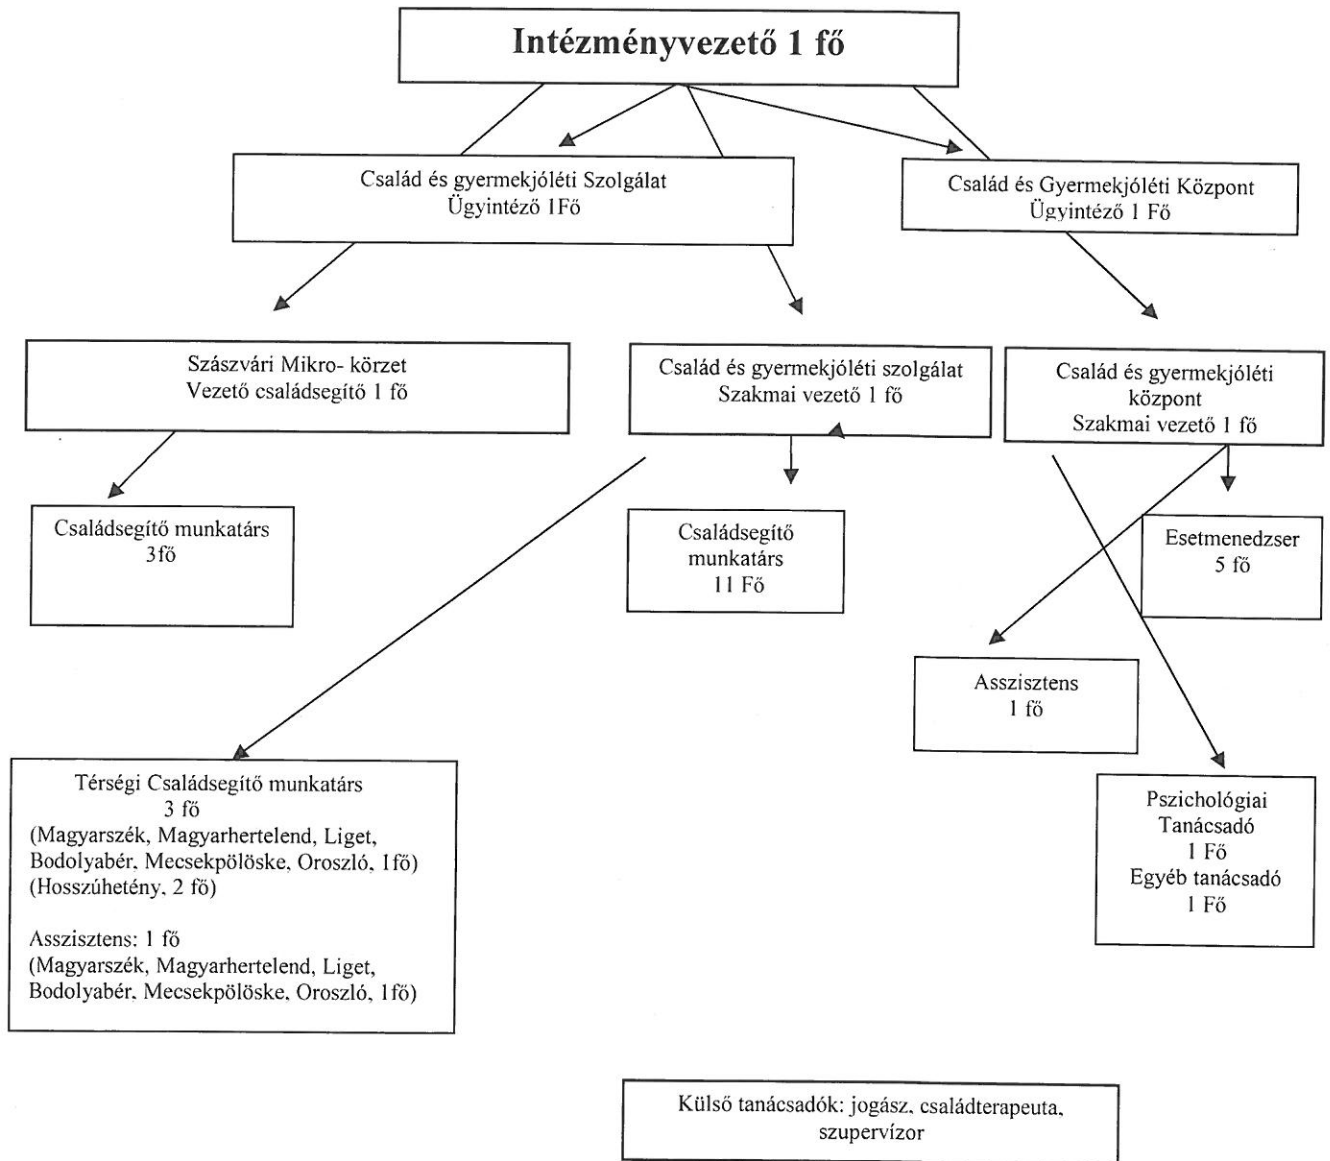 Intézményvezető 1 fő
Család és gyermekjóléti Szolgálat
Ügyintéző 1Fő
Család és Gyermekjóléti Központ
Ügyintéző 1 Fő
Szászvári Mikro- körzet
Vezető családsegítő 1 fő
Család és gyermekjóléti szolgálat
Szakmai vezető 1 fő
Család és gyermekjóléti
központ
Szakmai vezető 1 fő
Családsegítő munkatárs
3fő
Családsegítő
munkatárs
11 Fő
Esetmenedzser
5 fő
Asszisztens
1 fő
Térségi Családsegítő munkatárs
3 fő
(Magyarszék, Magyarhertelend, Liget,
Bodolyabér, Mecsekpölöske, Oroszló, 1fő)
(Hosszúhetény, 2 fő)
Asszisztens: 1 fő
(Magyarszék, Magyarhertelend, Liget,
Bodolyabér, Mecsekpölöske, Oroszló, 1fő)
Pszichológiai
Tanácsadó
1 Fő
Egyéb tanácsadó
1 Fő
Külső tanácsadók: jogász, családterapeuta,
szupervízor